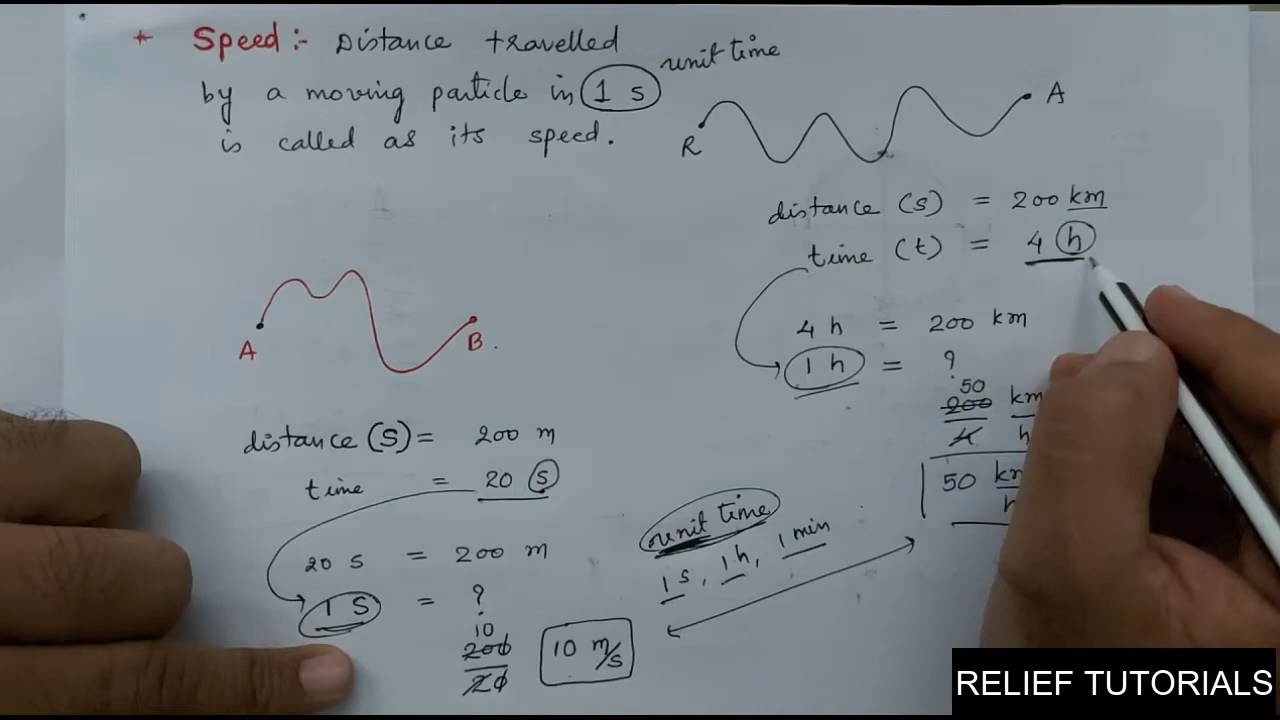 + Speed :- Distance travelled
by a moving particle in 1 s unit time
is called as its speed.
R
A
distance (s) = 200 km
time (t) = 4 h
4 h = 200 km
1 h = ?
50
200 km
4 h
50 km
h
A
B
distance (S) = 200 m
time = 20 s
20 s = 200 m
1 S = ?
10
200
20
10 m/s
unit time
1 s, 1 h, 1 min
RELIEF TUTORIALS